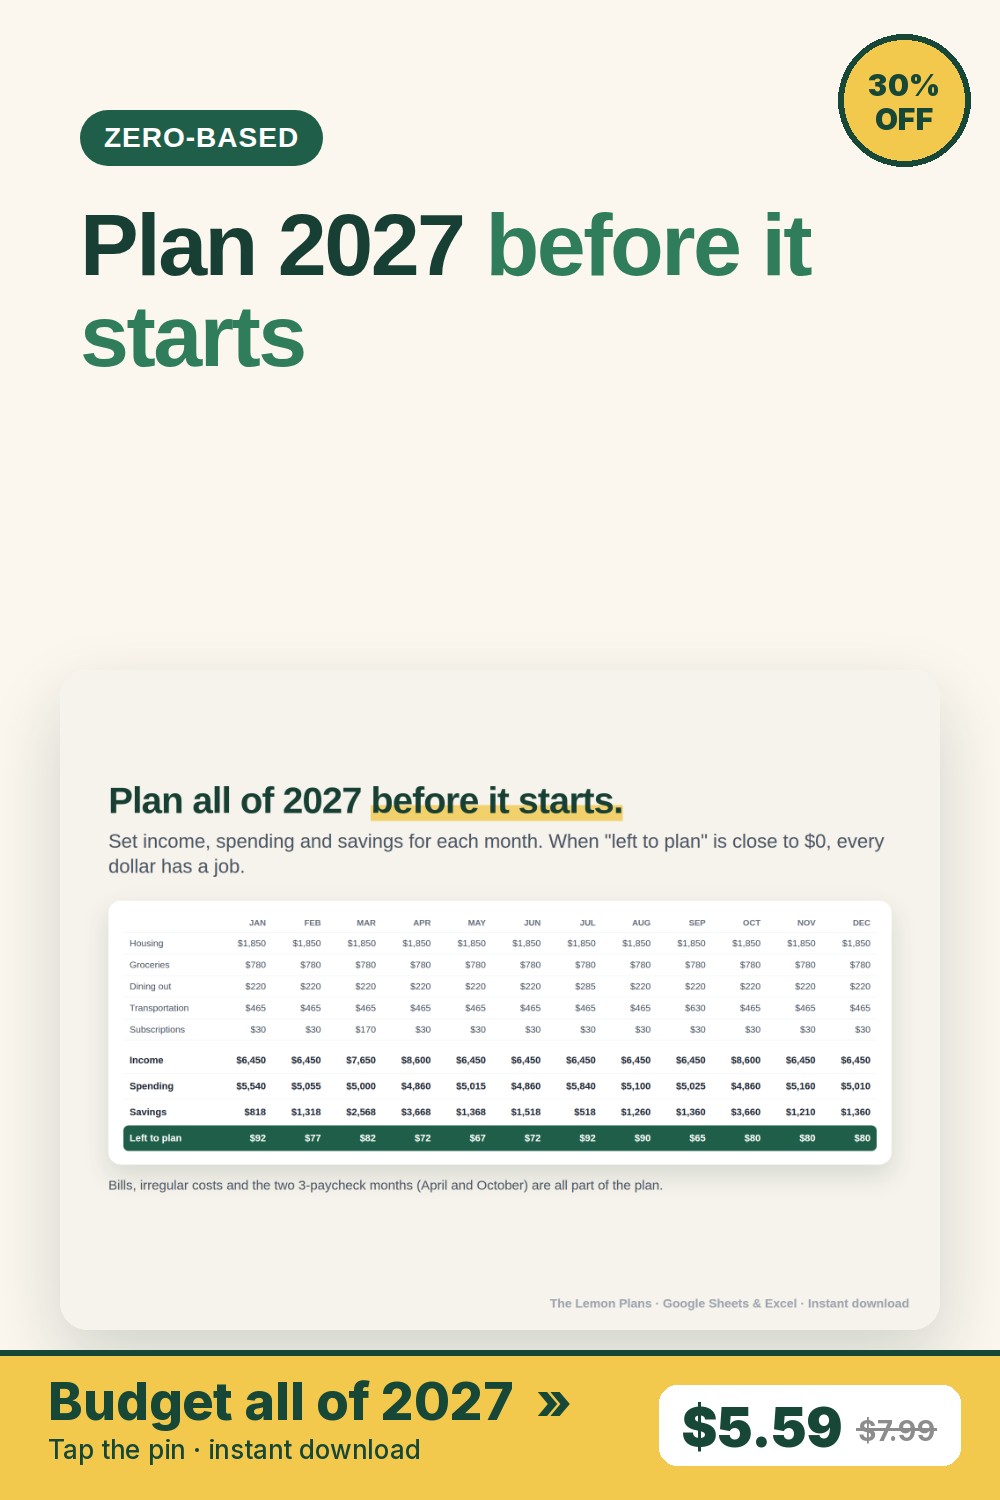 30%
OFF
ZERO-BASED
Plan 2027 before it
starts
Plan all of 2027 before it starts.
Set income, spending and savings for each month. When "left to plan" is close to $0, every
dollar has a job.
JAN FEB MAR APR MAY JUN JUL AUG SEP OCT NOV DEC
Housing $1,850 $1,850 $1,850 $1,850 $1,850 $1,850 $1,850 $1,850 $1,850 $1,850 $1,850 $1,850
Groceries $780 $780 $780 $780 $780 $780 $780 $780 $780 $780 $780 $780
Dining out $220 $220 $220 $220 $220 $220 $285 $220 $220 $220 $220 $220
Transportation $465 $465 $465 $465 $465 $465 $465 $465 $630 $465 $465 $465
Subscriptions $30 $30 $170 $30 $30 $30 $30 $30 $30 $30 $30 $30
Income $6,450 $6,450 $7,650 $8,600 $6,450 $6,450 $6,450 $6,450 $6,450 $8,600 $6,450 $6,450
Spending $5,540 $5,055 $5,000 $4,860 $5,015 $4,860 $5,840 $5,100 $5,025 $4,860 $5,160 $5,010
Savings $818 $1,318 $2,568 $3,668 $1,368 $1,518 $518 $1,260 $1,360 $3,660 $1,210 $1,360
Left to plan $92 $77 $82 $72 $67 $72 $92 $90 $65 $80 $80 $80
Bills, irregular costs and the two 3-paycheck months (April and October) are all part of the plan.
The Lemon Plans · Google Sheets & Excel · Instant download
Budget all of 2027 »
Tap the pin · instant download
$5.59 $7.99